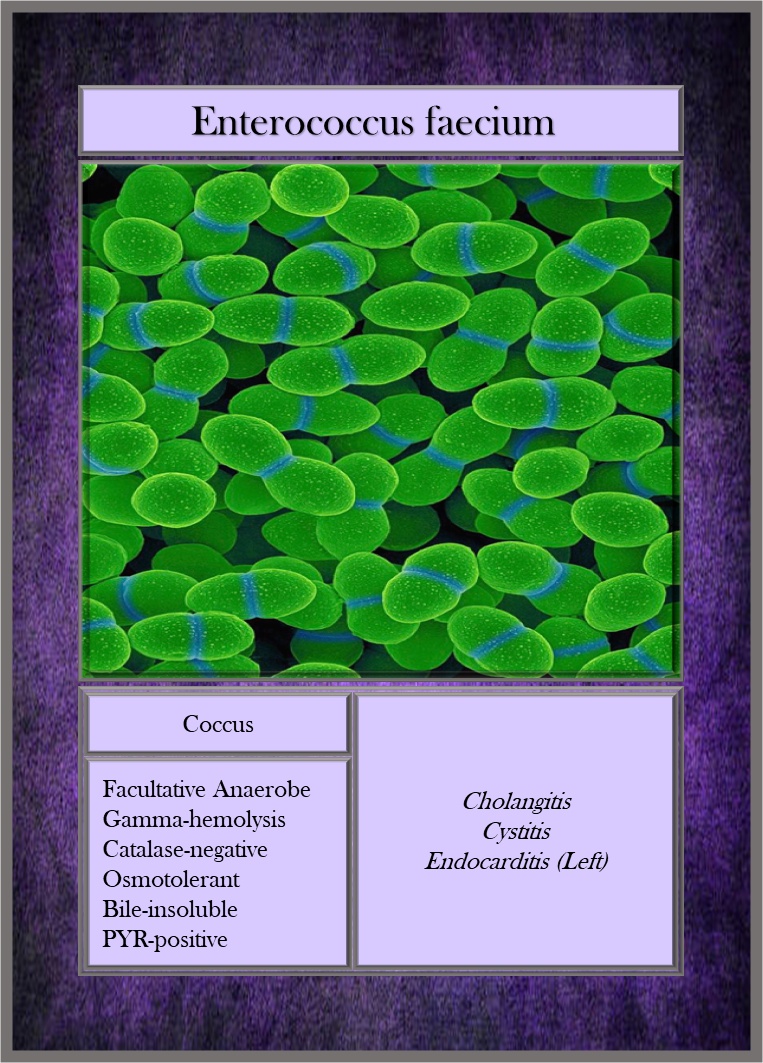 Enterococcus faecium
Coccus
Facultative Anaerobe
Gamma-hemolysis
Catalase-negative
Osmotolerant
Bile-insoluble
PYR-positive
Cholangitis
Cystitis
Endocarditis (Left)